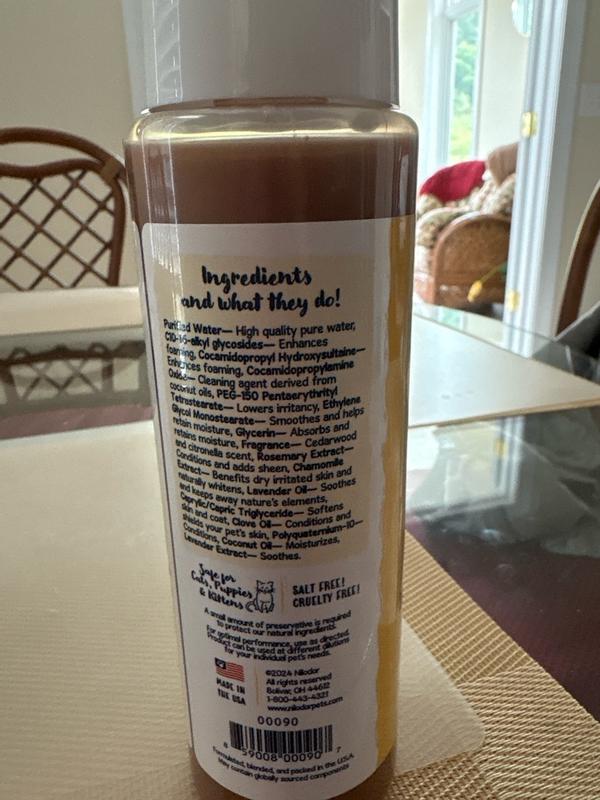 Ingredients
and what they do!
Purified Water— High quality pure water,
C10-16-alkyl glycosides— Enhances
foaming, Cocamidopropyl Hydroxysultaine—
Enhances foaming, Cocamidopropylamine
Oxide— Cleaning agent derived from
coconut oils, PEG-150 Pentaerythrityl
Tetrastearate— Lowers irritancy, Ethylene
Glycol Monostearate— Smoothes and helps
retain moisture, Glycerin— Absorbs and
retains moisture, Fragrance— Cedarwood
and citronella scent, Rosemary Extract—
Conditions and adds sheen, Chamomile
Extract— Benefits dry irritated skin and
naturally whitens, Lavender Oil— Soothes
and keeps away nature's elements,
Caprylic/Capric Triglyceride— Softens
skin and coat, Clove Oil— Conditions and
shields your pet's skin, Polyquaternium-10—
Conditions, Coconut Oil— Moisturizes,
Lavender Extract— Soothes.
Safe for
Cats, Puppies
& Kittens
SALT FREE!
CRUELTY FREE!
A small amount of preservative is required
to protect our natural ingredients.
For optimal performance, use as directed.
Product can be used at different dilutions
for your individual pet's needs.
MADE IN
THE USA
©2024 Nilodor
All rights reserved
Bolivar, OH 44612
1-800-443-4321
www.nilodorpets.com
00090
8 59008 00090 7
Formulated, blended, and packed in the U.S.A.
May contain globally sourced components